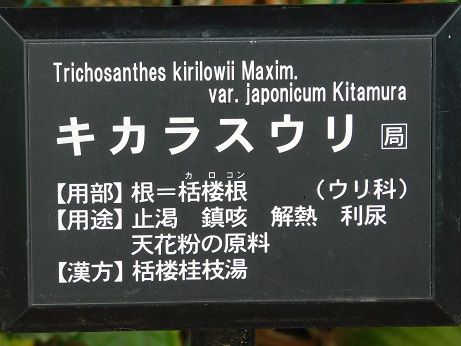 Trichosanthes kirilowii Maxim.
var. japonicum Kitamura
キカラスウリ 局
カロコン
【用部】根＝栝楼根 （ウリ科）
【用途】止渇 鎮咳 解熱 利尿
天花粉の原料
【漢方】栝楼桂枝湯